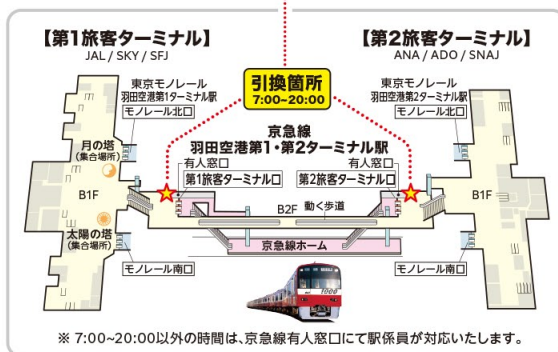 【第1旅客ターミナル】
JAL / SKY / SFJ
【第2旅客ターミナル】
ANA / ADO / SNAJ
引換箇所
7:00~20:00
東京モノレール
羽田空港第1ターミナル駅
モノレール北口
東京モノレール
羽田空港第2ターミナル駅
モノレール北口
京急線
羽田空港第1・第2ターミナル駅
月の塔
(集合場所)
有人窓口
第1旅客ターミナル口
有人窓口
第2旅客ターミナル口
B1F
B2F
動く歩道
B1F
太陽の塔
(集合場所)
京急線ホーム
モノレール南口
モノレール南口
1000
※ 7:00~20:00以外の時間は、京急線有人窓口にて駅係員が対応いたします。